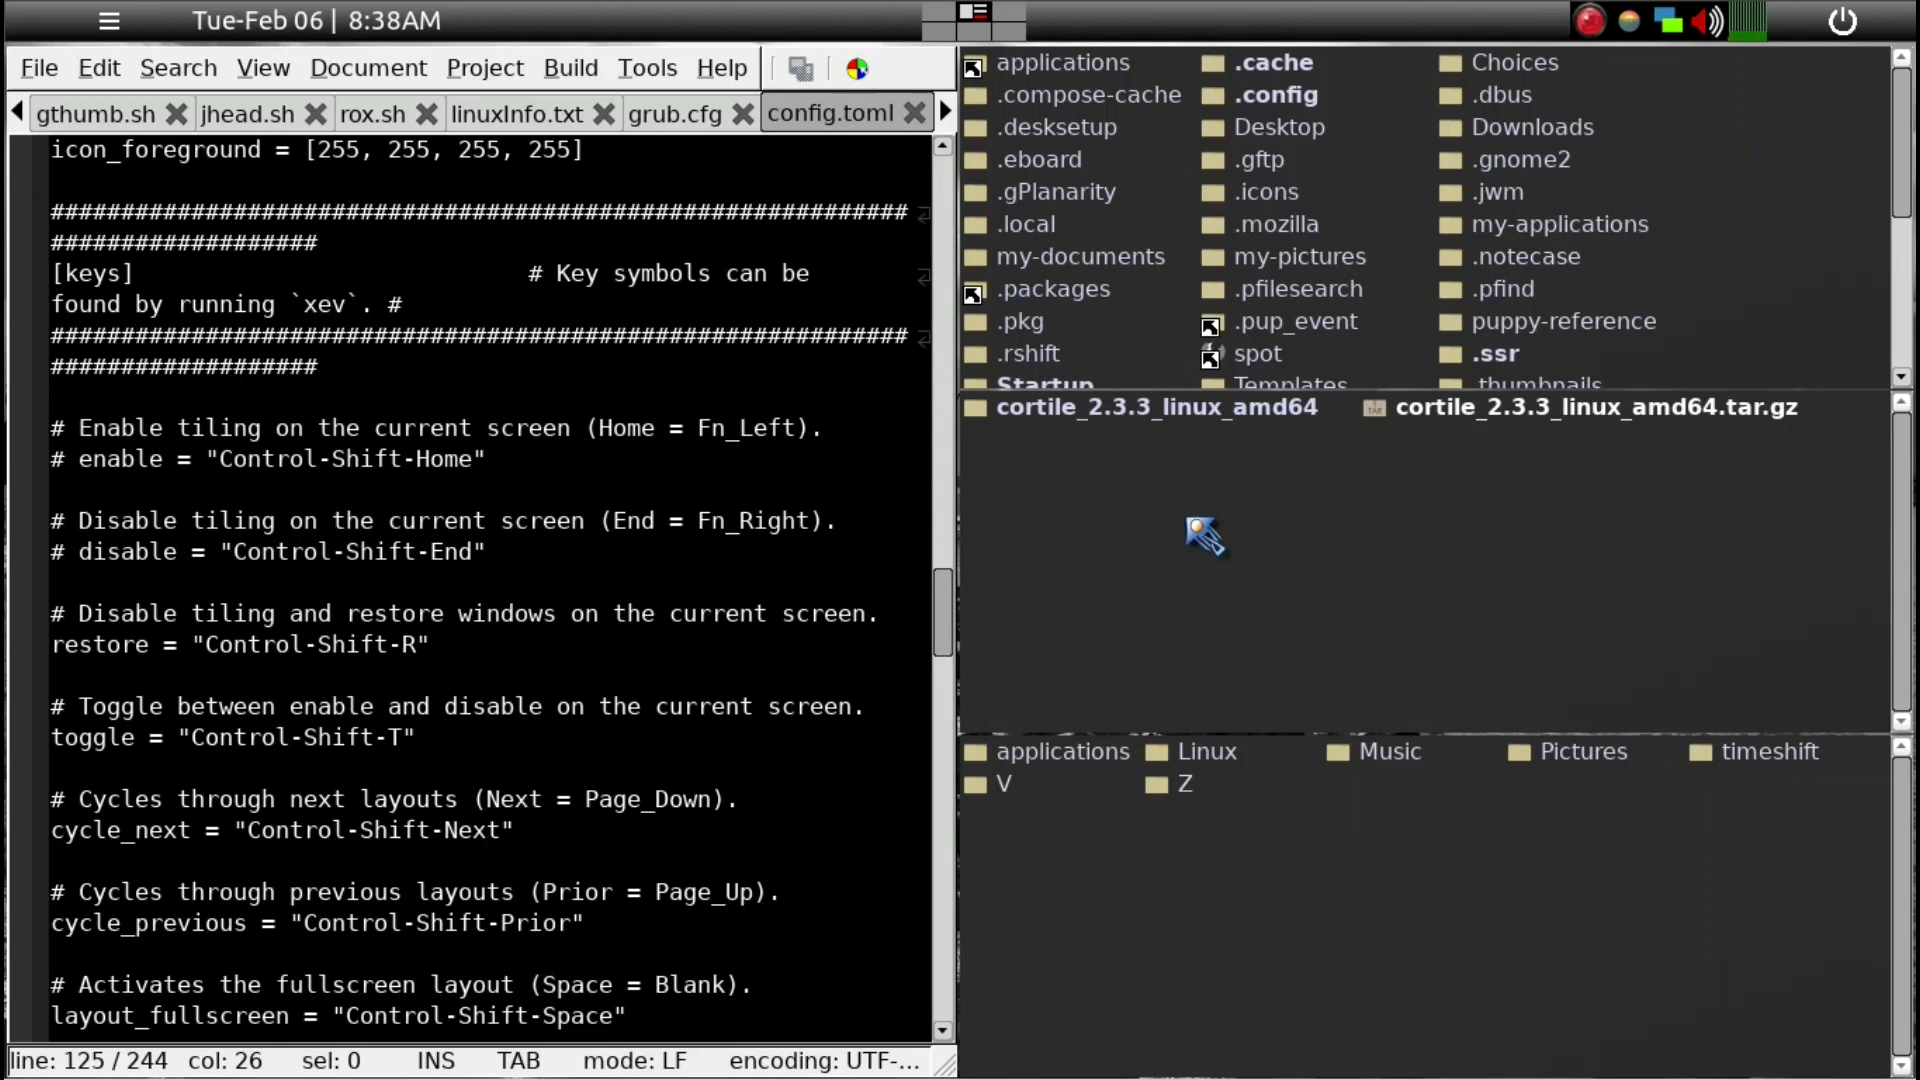 Tue-Feb 06 | 8:38AM
File Edit Search View Document Project Build Tools Help
gthumb.sh jhead.sh rox.sh linuxInfo.txt grub.cfg config.toml
icon_foreground = [255, 255, 255, 255]
#############################################################
###################
[keys] # Key symbols can be
found by running `xev`. #
#############################################################
###################
# Enable tiling on the current screen (Home = Fn_Left).
# enable = "Control-Shift-Home"
# Disable tiling on the current screen (End = Fn_Right).
# disable = "Control-Shift-End"
# Disable tiling and restore windows on the current screen.
restore = "Control-Shift-R"
# Toggle between enable and disable on the current screen.
toggle = "Control-Shift-T"
# Cycles through next layouts (Next = Page_Down).
cycle_next = "Control-Shift-Next"
# Cycles through previous layouts (Prior = Page_Up).
cycle_previous = "Control-Shift-Prior"
# Activates the fullscreen layout (Space = Blank).
layout_fullscreen = "Control-Shift-Space"
line: 125 / 244 col: 26 sel: 0 INS TAB mode: LF encoding: UTF-...
applications .cache Choices
.compose-cache .config .dbus
.desksetup Desktop Downloads
.eboard .gftp .gnome2
.gPlanarity .icons .jwm
.local .mozilla my-applications
my-documents my-pictures .notecase
.packages .pfilesearch .pfind
.pkg .pup_event puppy-reference
.rshift spot .ssr
Startup Templates .thumbnails
cortile_2.3.3_linux_amd64 cortile_2.3.3_linux_amd64.tar.gz
applications Linux Music Pictures timeshift
V Z